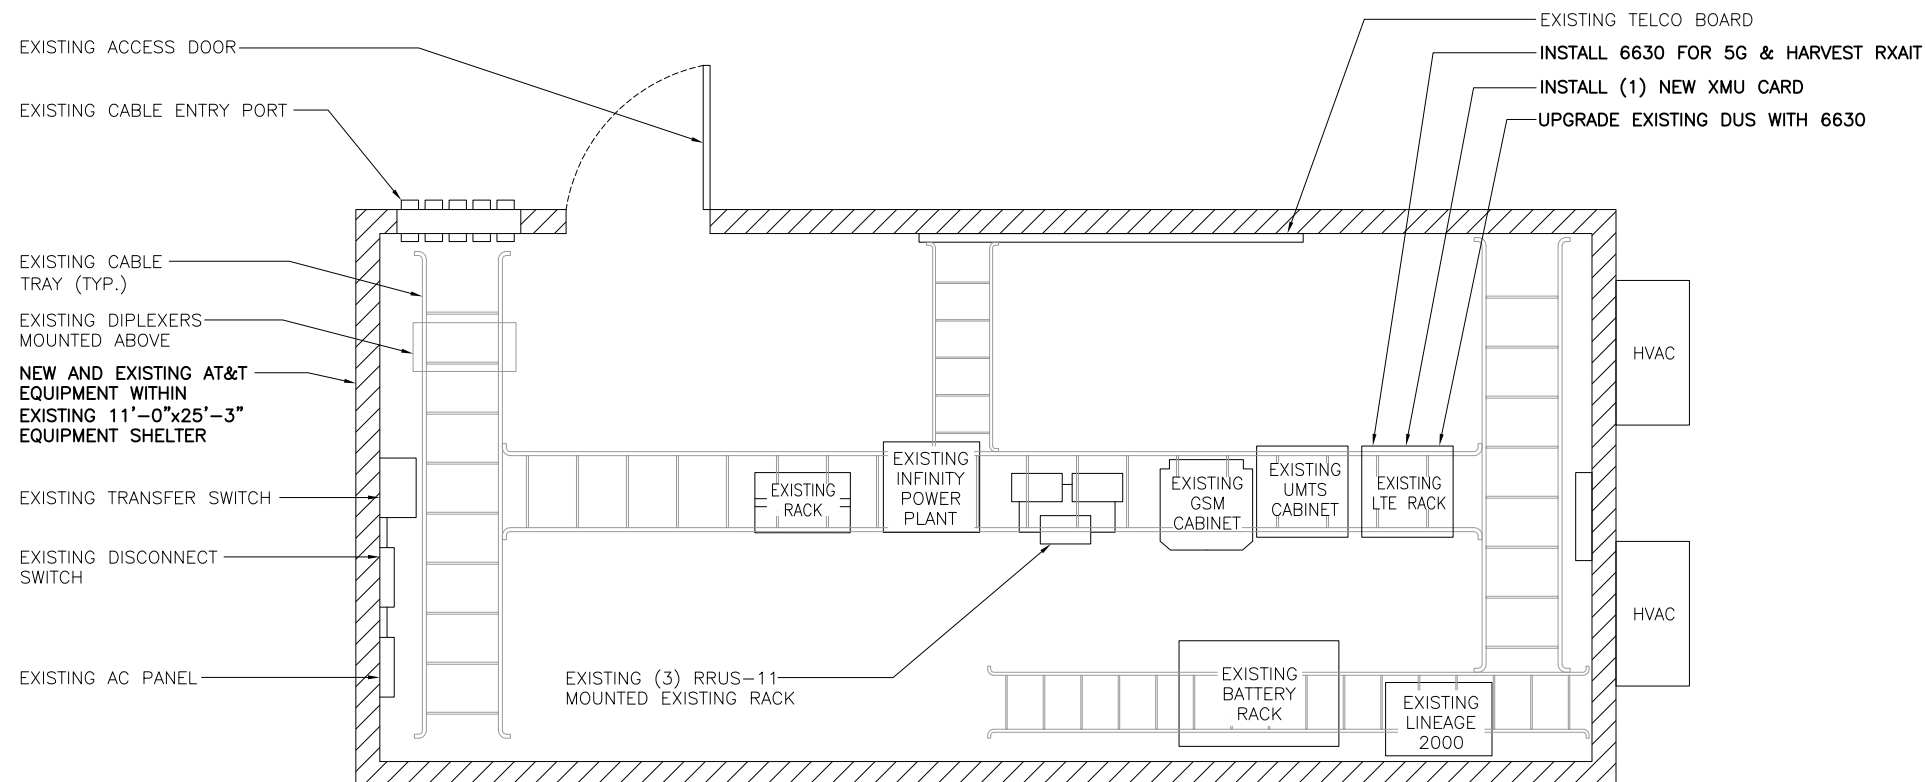 EXISTING ACCESS DOOR
EXISTING CABLE ENTRY PORT
EXISTING CABLE
TRAY (TYP.)
EXISTING DIPLEXERS
MOUNTED ABOVE
NEW AND EXISTING AT&T
EQUIPMENT WITHIN
EXISTING 11'-0"x25'-3"
EQUIPMENT SHELTER
EXISTING TRANSFER SWITCH
EXISTING DISCONNECT
SWITCH
EXISTING AC PANEL
EXISTING TELCO BOARD
INSTALL 6630 FOR 5G & HARVEST RXAIT
INSTALL (1) NEW XMU CARD
UPGRADE EXISTING DUS WITH 6630
EXISTING
RACK
EXISTING
INFINITY
POWER
PLANT
EXISTING
GSM
CABINET
EXISTING
UMTS
CABINET
EXISTING
LTE RACK
HVAC
HVAC
EXISTING (3) RRUS-11
MOUNTED EXISTING RACK
EXISTING
BATTERY
RACK
EXISTING
LINEAGE
2000